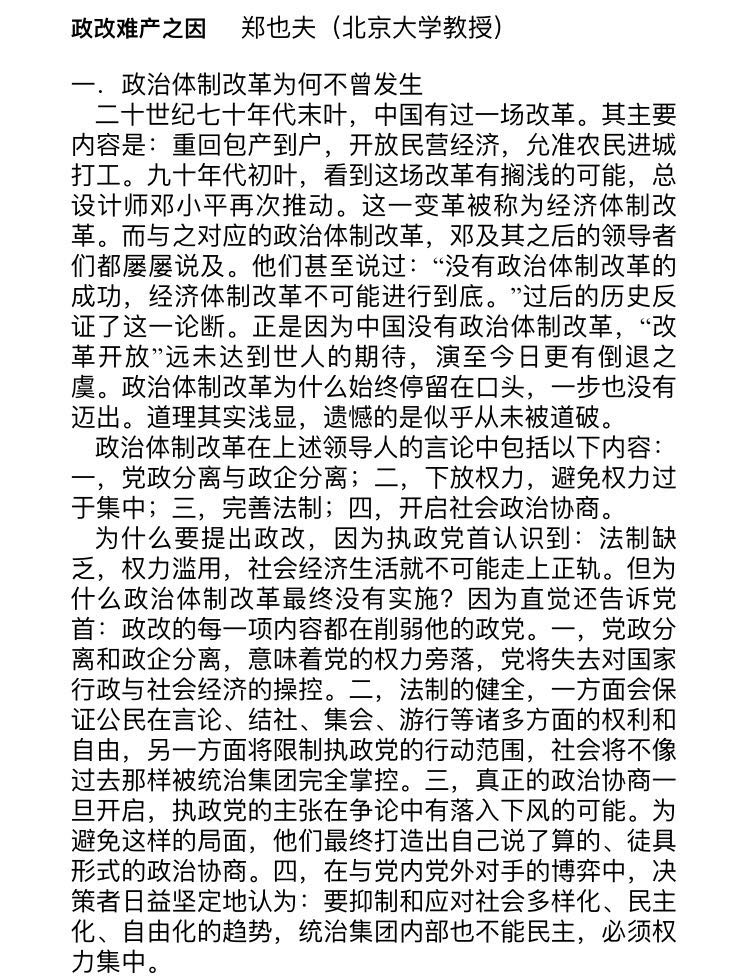 政改难产之因 郑也夫（北京大学教授）
一．政治体制改革为何不曾发生
二十世纪七十年代末叶，中国有过一场改革。其主要
内容是：重回包产到户，开放民营经济，允准农民进城
打工。九十年代初叶，看到这场改革有搁浅的可能，总
设计师邓小平再次推动。这一变革被称为经济体制改
革。而与之对应的政治体制改革，邓及其之后的领导者
们都屡屡说及。他们甚至说过：“没有政治体制改革的
成功，经济体制改革不可能进行到底。”过后的历史反
证了这一论断。正是因为中国没有政治体制改革，“改
革开放”远未达到世人的期待，演至今日更有倒退之
虞。政治体制改革为什么始终停留在口头，一步也没有
迈出。道理其实浅显，遗憾的是似乎从未被道破。
政治体制改革在上述领导人的言论中包括以下内容：
一，党政分离与政企分离；二，下放权力，避免权力过
于集中；三，完善法制；四，开启社会政治协商。
为什么要提出政改，因为执政党首认识到：法制缺
乏，权力滥用，社会经济生活就不可能走上正轨。但为
什么政治体制改革最终没有实施？因为直觉还告诉党
首：政改的每一项内容都在削弱他的政党。一，党政分
离和政企分离，意味着党的权力旁落，党将失去对国家
行政与社会经济的操控。二，法制的健全，一方面会保
证公民在言论、结社、集会、游行等诸多方面的权利和
自由，另一方面将限制执政党的行动范围，社会将不像
过去那样被统治集团完全掌控。三，真正的政治协商一
旦开启，执政党的主张在争论中有落入下风的可能。为
避免这样的局面，他们最终打造出自己说了算的、徒具
形式的政治协商。四，在与党内党外对手的博弈中，决
策者日益坚定地认为：要抑制和应对社会多样化、民主
化、自由化的趋势，统治集团内部也不能民主，必须权
力集中。